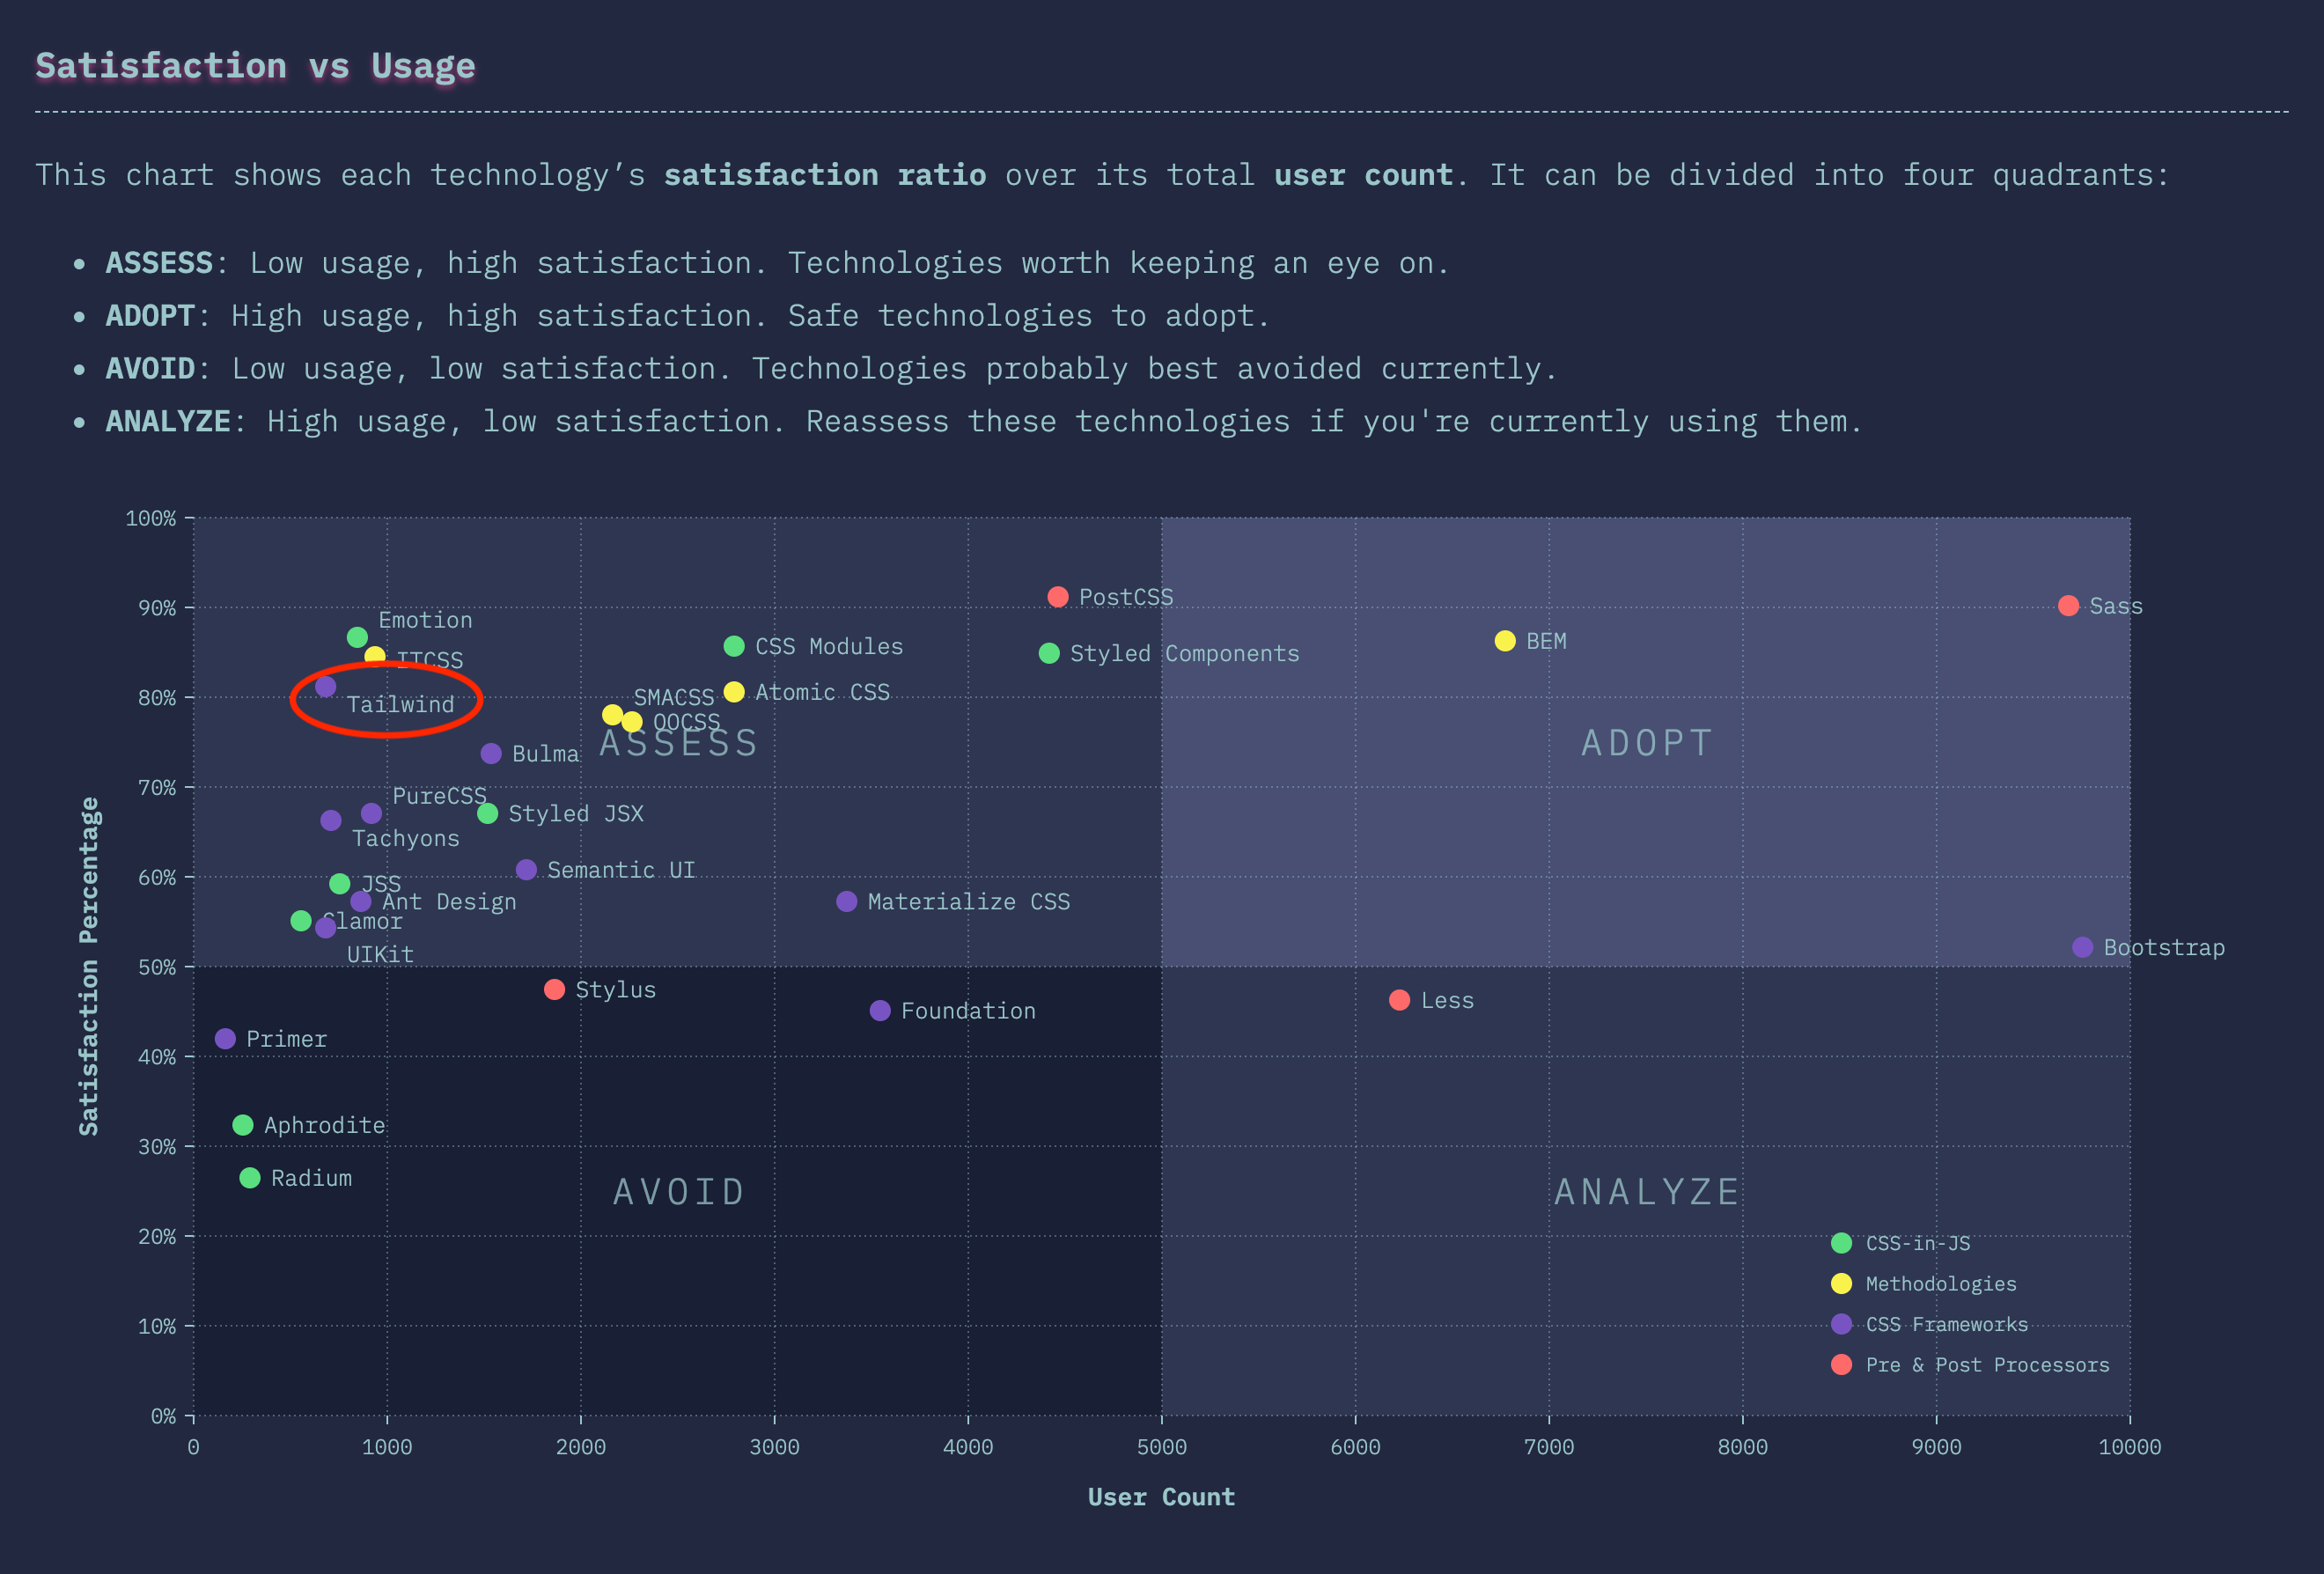 Satisfaction vs Usage
This chart shows each technology’s satisfaction ratio over its total user count. It can be divided into four quadrants:
• ASSESS: Low usage, high satisfaction. Technologies worth keeping an eye on.
• ADOPT: High usage, high satisfaction. Safe technologies to adopt.
• AVOID: Low usage, low satisfaction. Technologies probably best avoided currently.
• ANALYZE: High usage, low satisfaction. Reassess these technologies if you're currently using them.
100%
90%
80%
70%
60%
50%
40%
30%
20%
10%
0%
Satisfaction Percentage
PostCSS
Sass
Emotion
BEM
CSS Modules
Styled Components
ITCSS
Atomic CSS
SMACSS
Tailwind
OOCSS
ASSESS
ADOPT
Bulma
PureCSS
Styled JSX
Tachyons
Semantic UI
JSS
Ant Design
Materialize CSS
Glamor
Bootstrap
UIKit
Stylus
Less
Foundation
Primer
Aphrodite
Radium
AVOID
ANALYZE
CSS-in-JS
Methodologies
CSS Frameworks
Pre & Post Processors
0 1000 2000 3000 4000 5000 6000 7000 8000 9000 10000
User Count